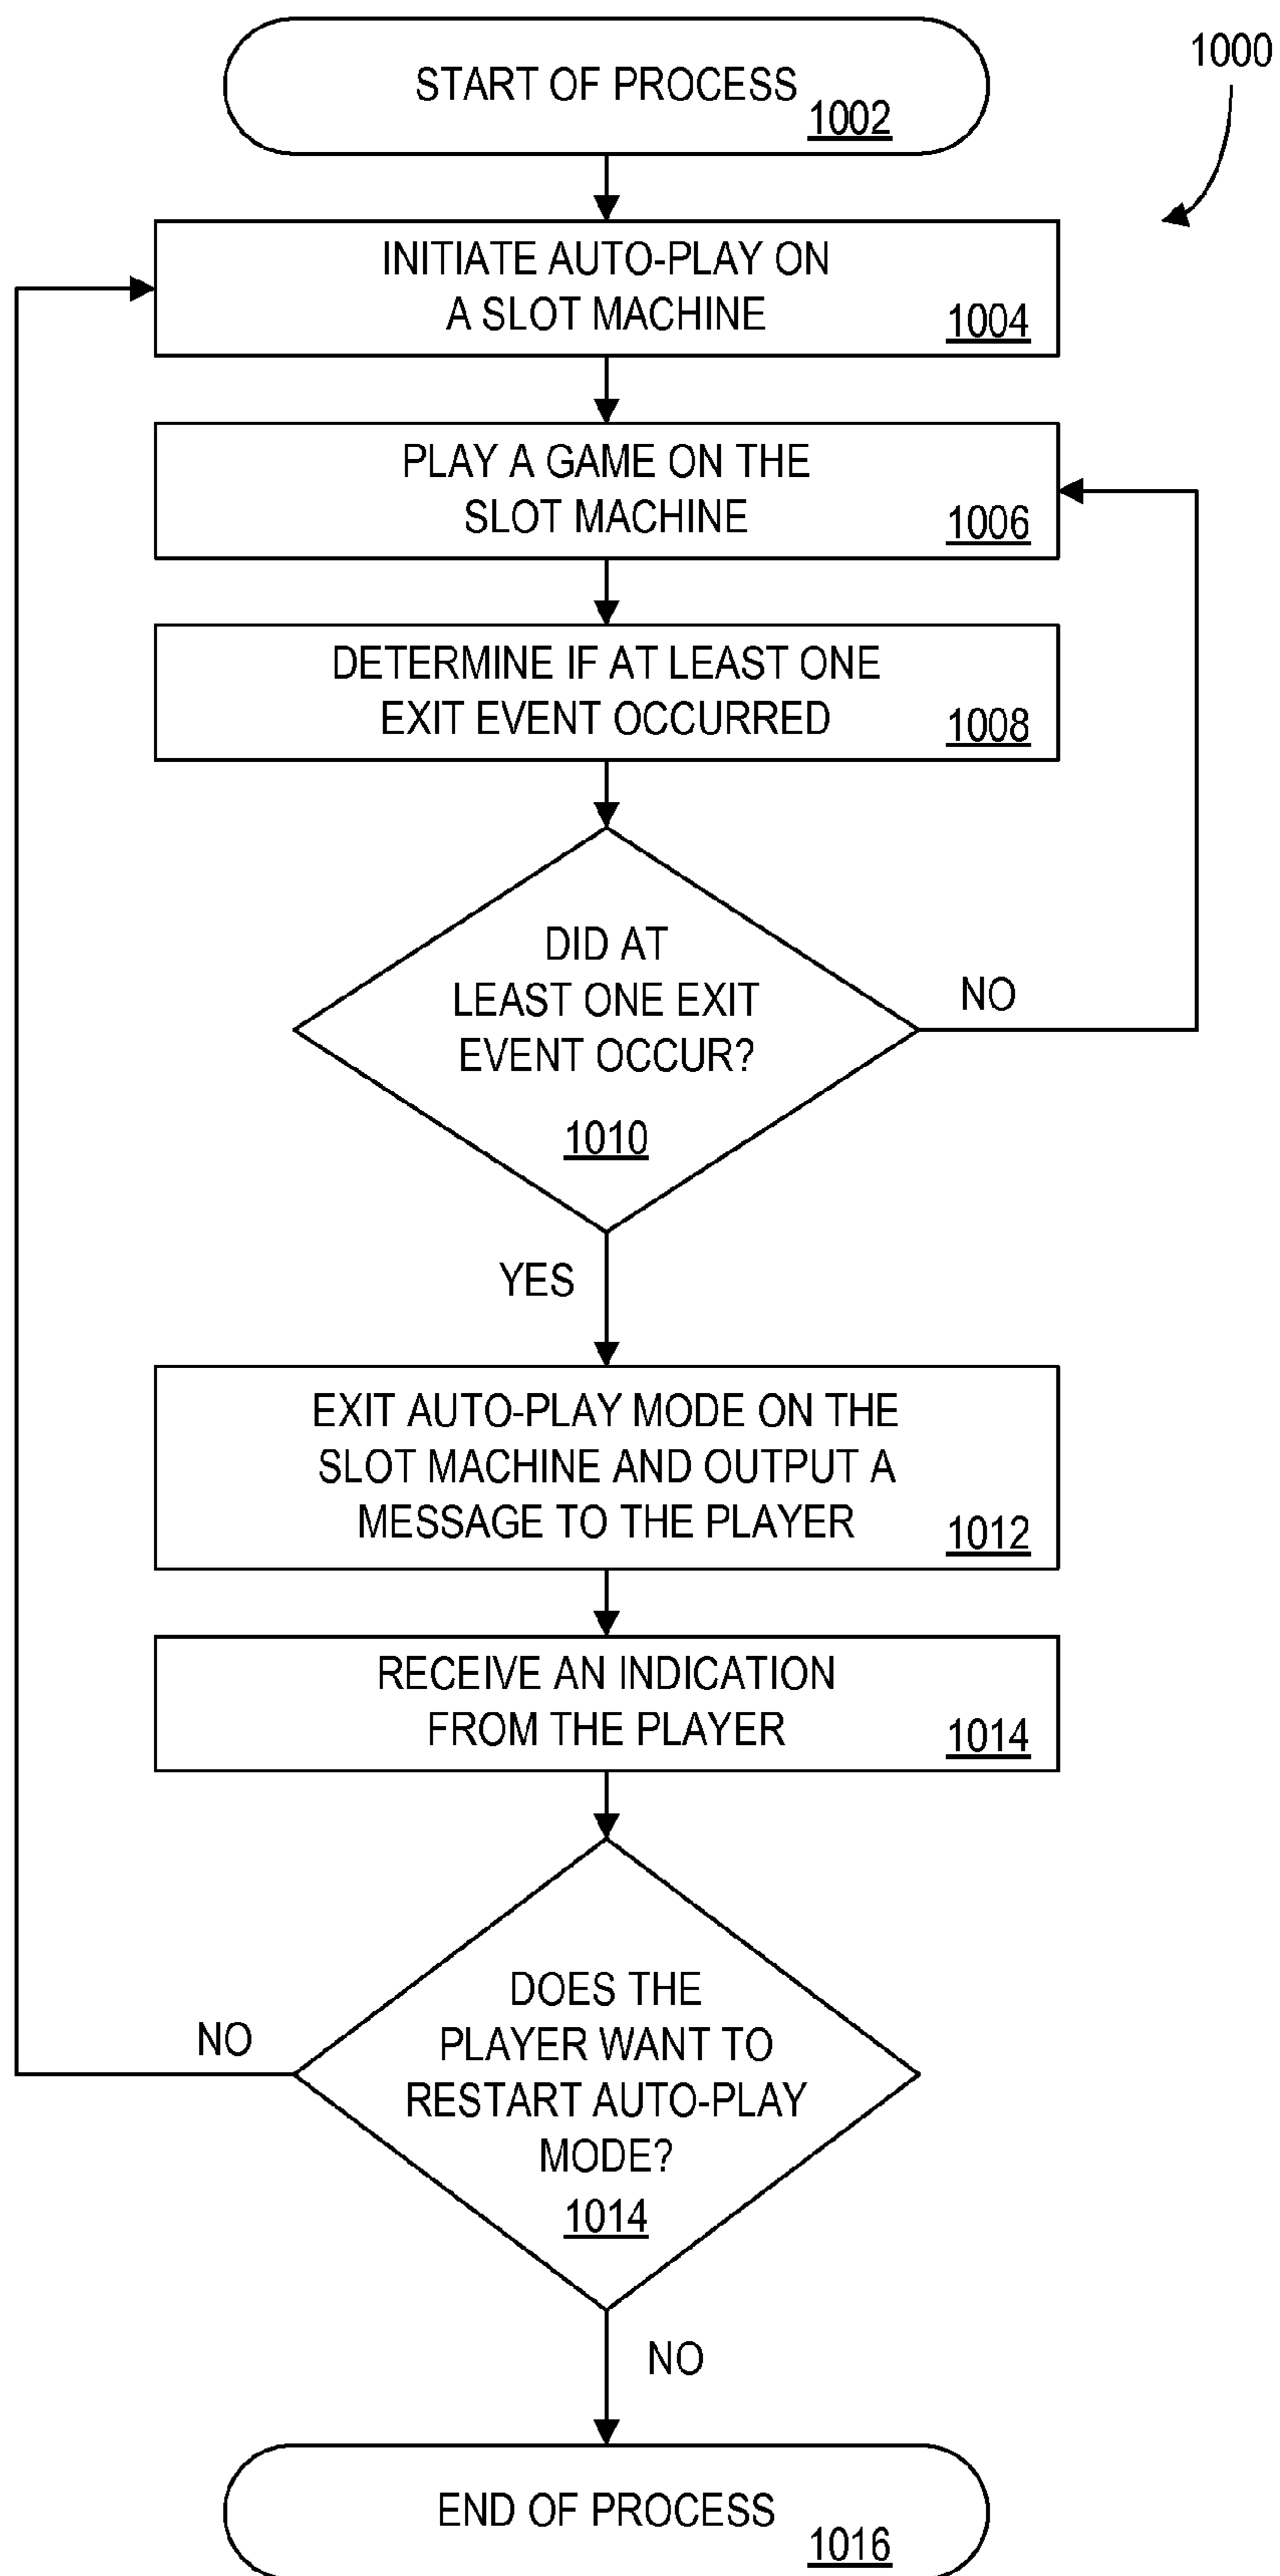 1000
START OF PROCESS
1002
INITIATE AUTO-PLAY ON
A SLOT MACHINE
1004
PLAY A GAME ON THE
SLOT MACHINE
1006
DETERMINE IF AT LEAST ONE
EXIT EVENT OCCURRED
1008
DID AT
LEAST ONE EXIT
EVENT OCCUR?
1010
NO
YES
EXIT AUTO-PLAY MODE ON THE
SLOT MACHINE AND OUTPUT A
MESSAGE TO THE PLAYER
1012
RECEIVE AN INDICATION
FROM THE PLAYER
1014
DOES THE
PLAYER WANT TO
RESTART AUTO-PLAY
MODE?
1014
NO
NO
END OF PROCESS
1016